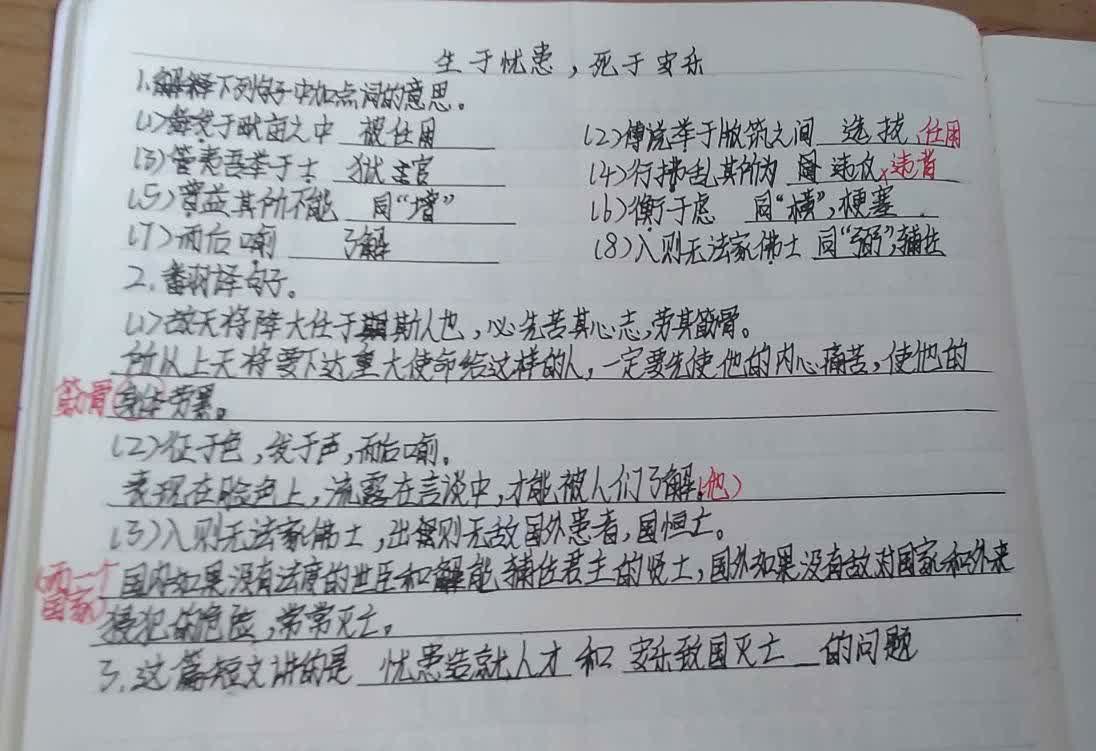 生于忧患，死于安乐
1.解释下列句子中加点词的意思。
(1)舜发于畎亩之中 被任用 (2)傅说举于版筑之间 选拔 任用
(3)管夷吾举于士 狱官 (4)行拂乱其所为 违反 违背
(5)曾益其所不能 同“增” (6)衡于虑 同“横”,梗塞
(7)而后喻 了解 (8)入则无法家拂士 同“弼”,辅佐
2.翻译句子。
(1)故天将降大任于斯人也，必先苦其心志,劳其筋骨。
所以上天将要下达重大使命给这样的人，一定要先使他的内心痛苦，使他的
筋骨 身体劳累。
(2)征于色,发于声,而后喻。
表现在脸色上，流露在言谈中，才能被人们了解。(他)
(3)入则无法家拂士，出则无敌国外患者，国恒亡。
(而一个 国内如果没有法度的世臣和能辅佐君主的贤士，国外如果没有敌对国家和外来
国家) 侵犯的危险，常常灭亡。
3.这篇短文讲的是 忧患造就人才 和 安乐致国灭亡 的问题